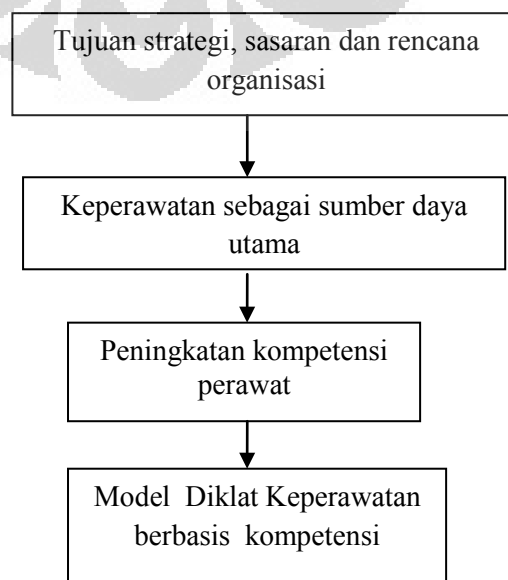 Tujuan strategi, sasaran dan rencana
organisasi
Keperawatan sebagai sumber daya
utama
Peningkatan kompetensi
perawat
Model Diklat Keperawatan
berbasis kompetensi